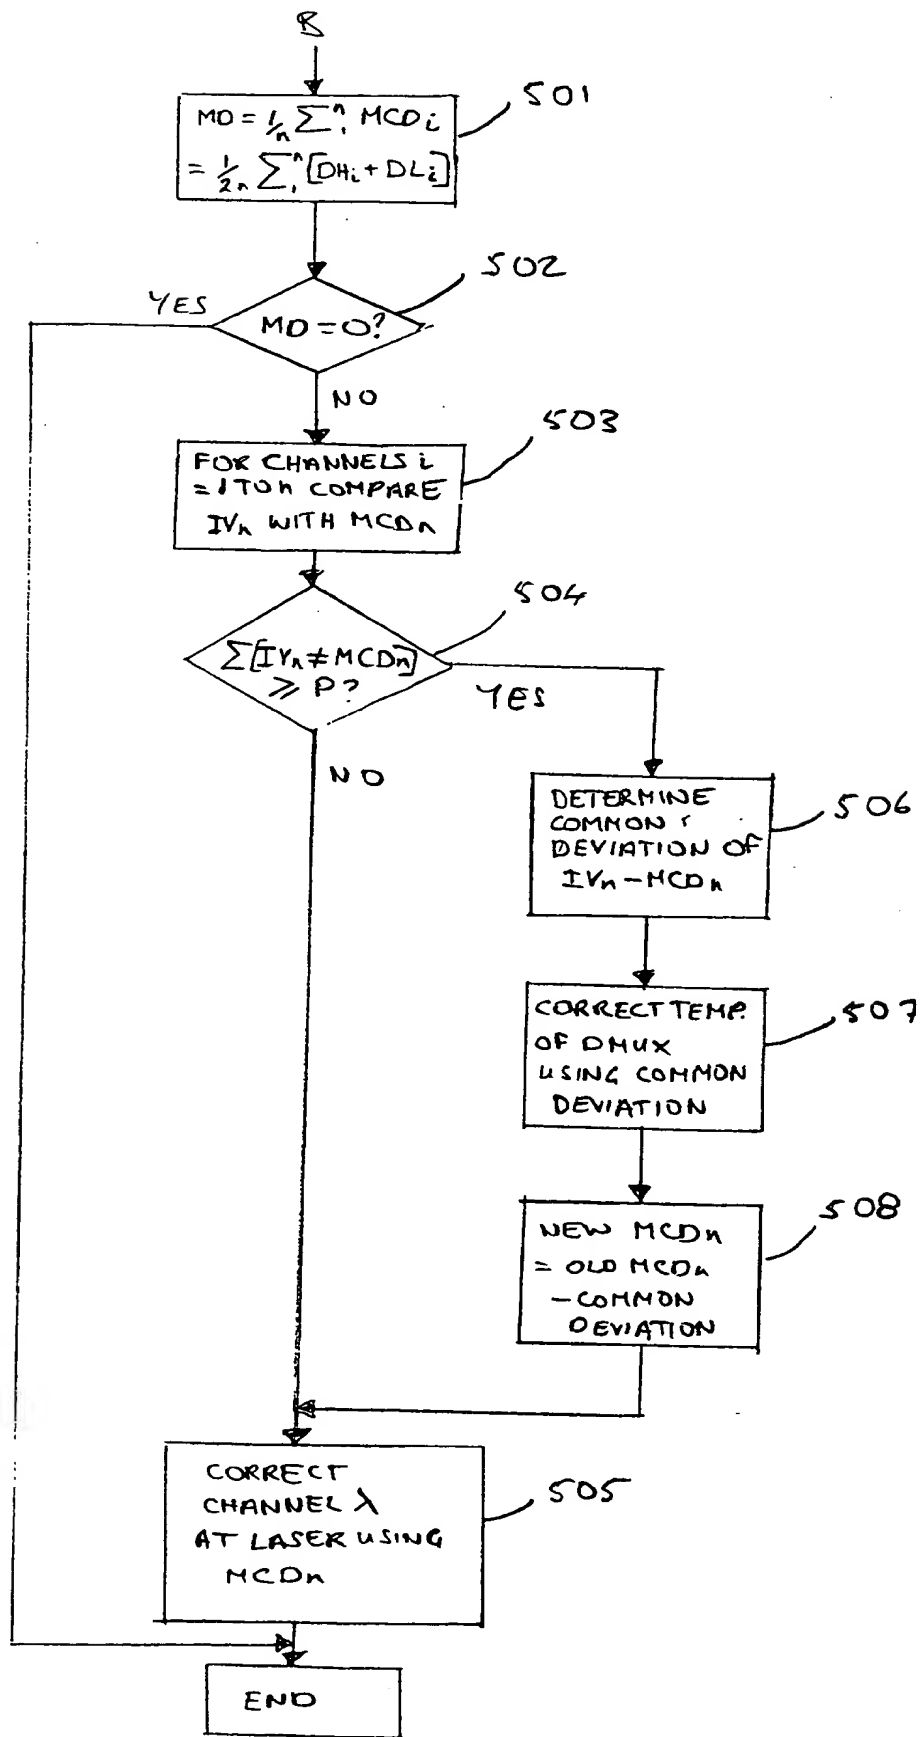 B
501
MD = 1/n ∑₁ⁿ MCDi
= 1/2n ∑₁ⁿ [DHi + DLi]
502
YES
MD = 0?
NO
503
FOR CHANNELS i
= 1 TO n COMPARE
IVn WITH MCDn
504
∑[IVn ≠ MCDn]
≥ P?
YES
NO
506
DETERMINE
COMMON
DEVIATION OF
IVn - MCDn
507
CORRECT TEMP.
OF DMUX
USING COMMON
DEVIATION
508
NEW MCDn
= OLD MCDn
- COMMON
DEVIATION
505
CORRECT
CHANNEL λ
AT LASER USING
MCDn
END